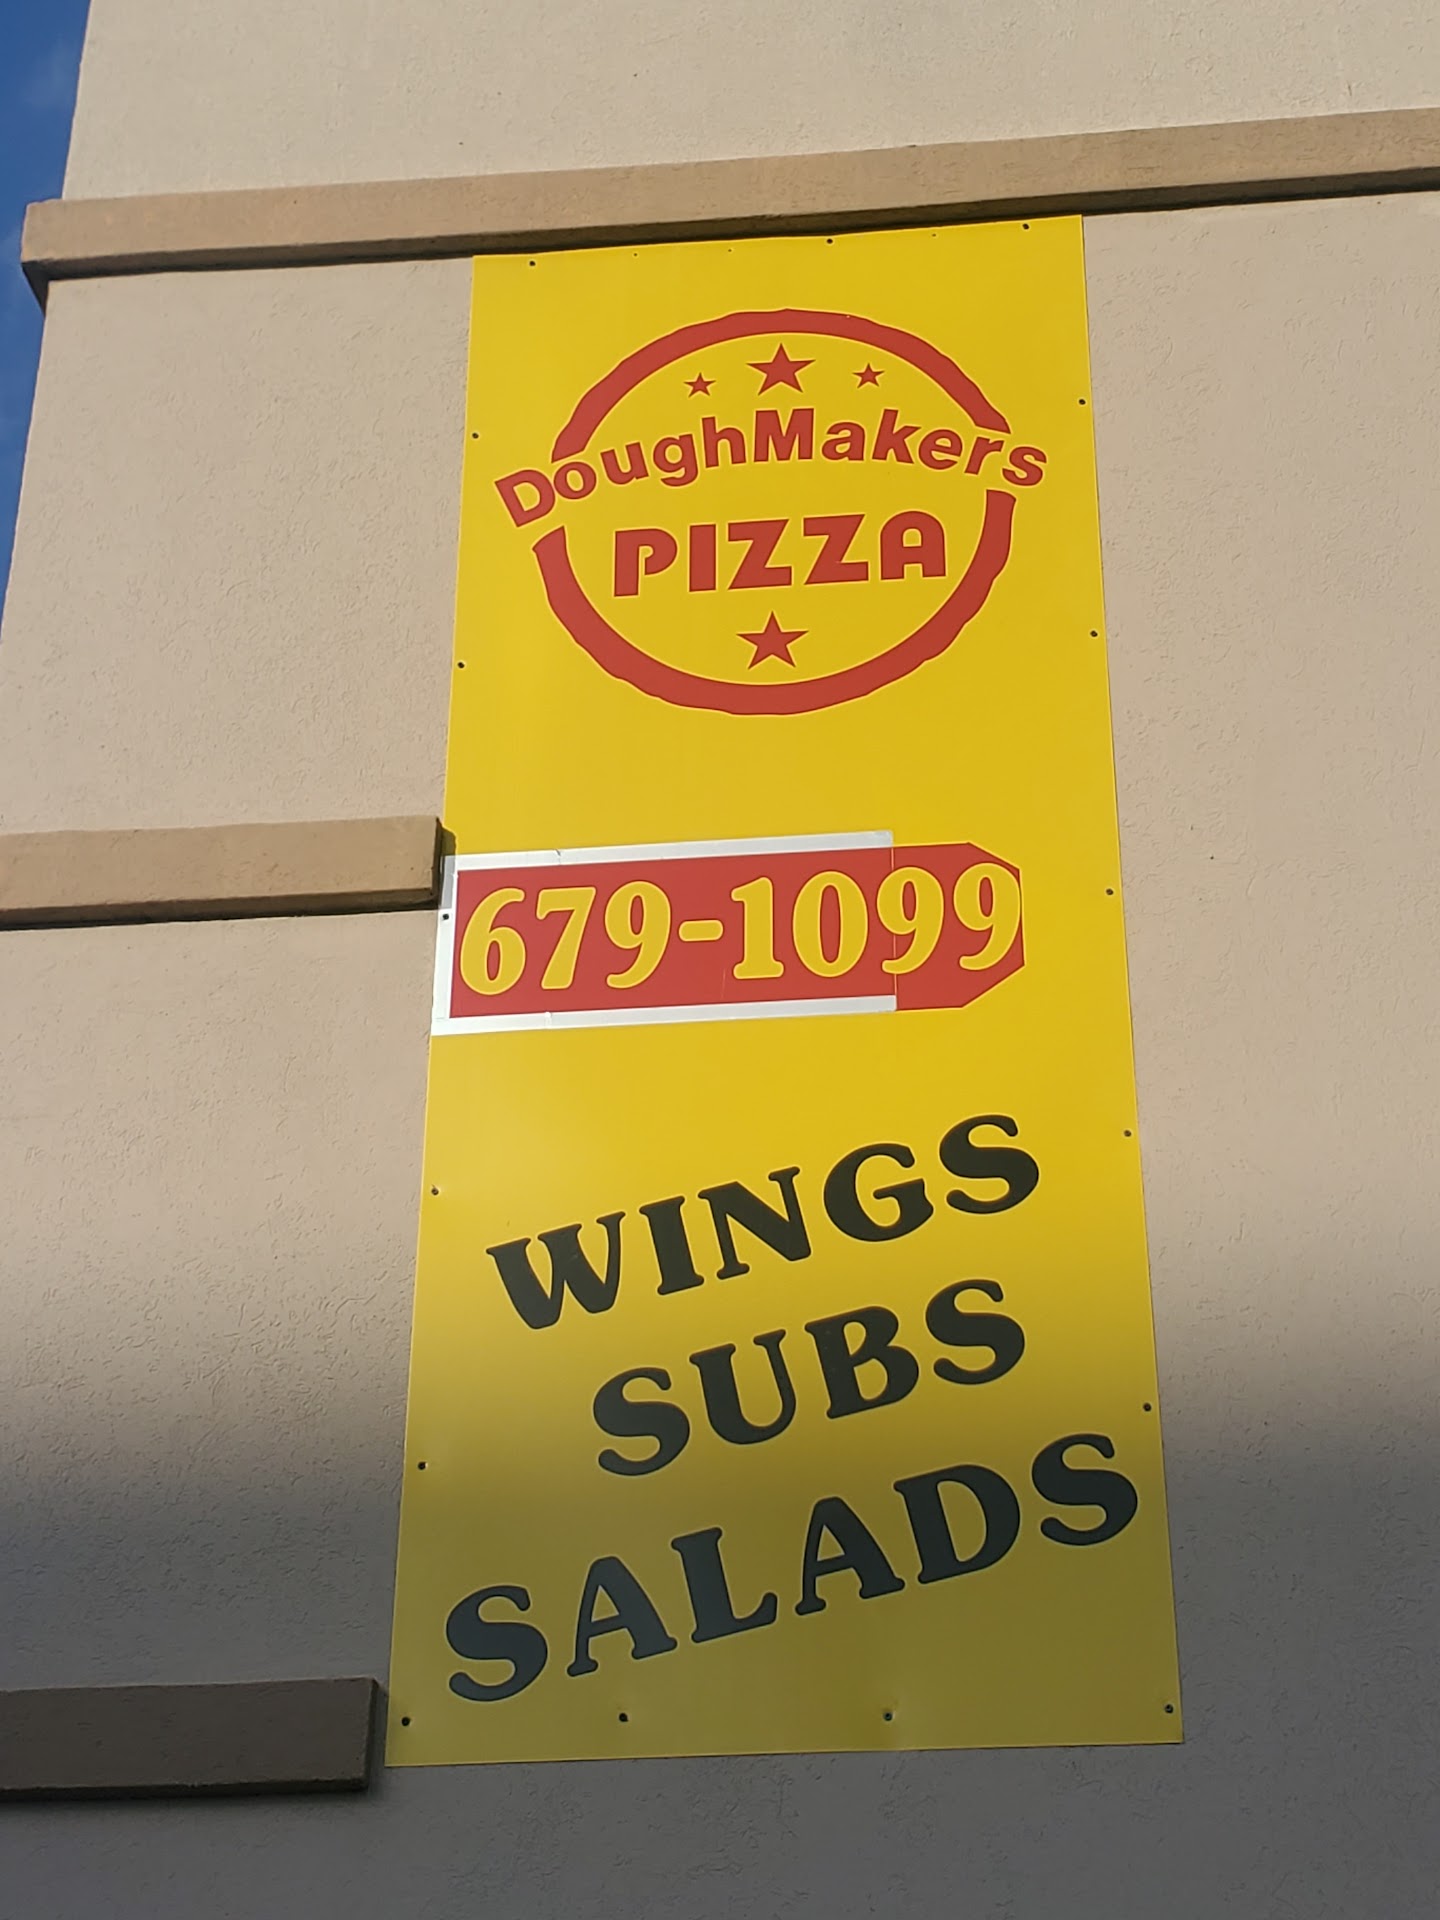 DoughMakers
PIZZA
679-1099
WINGS
SUBS
SALADS